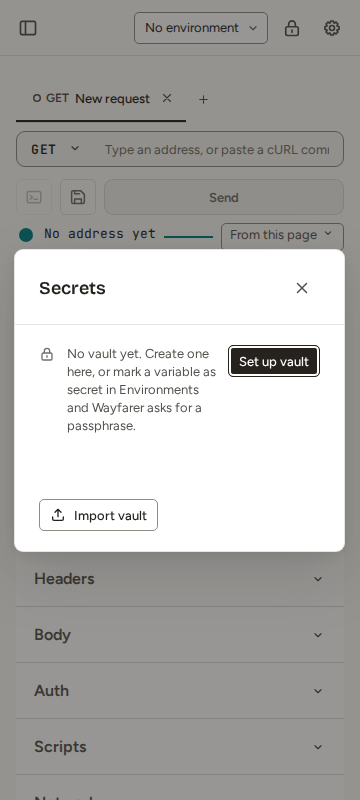 No environment
GET New request
GET Type an address, or paste a cURL com
Send
No address yet From this page
Secrets
No vault yet. Create one
here, or mark a variable as
secret in Environments
and Wayfarer asks for a
passphrase.
Set up vault
Import vault
Headers
Body
Auth
Scripts